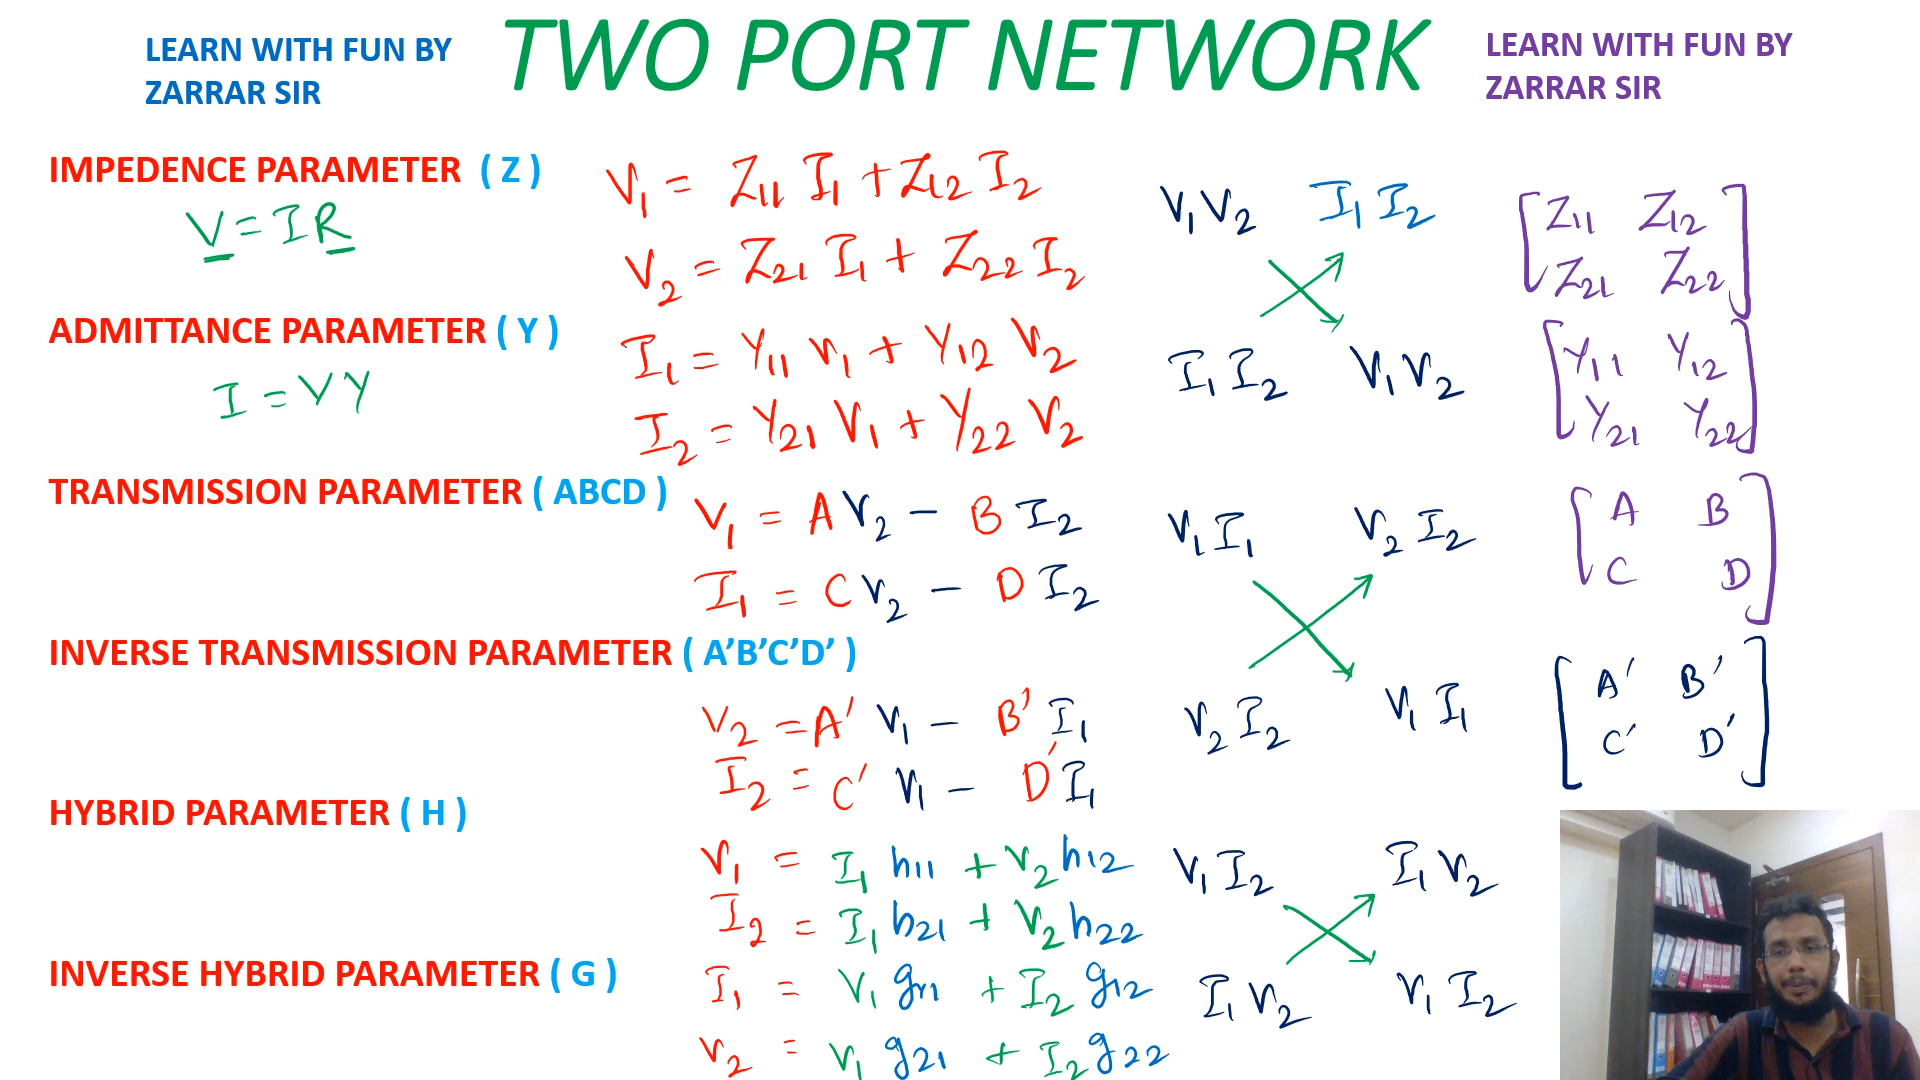 LEARN WITH FUN BY
ZARRAR SIR
TWO PORT NETWORK
LEARN WITH FUN BY
ZARRAR SIR
IMPEDENCE PARAMETER ( Z )
V = I R
V₁ = Z₁₁ I₁ + Z₁₂ I₂
V₂ = Z₂₁ I₁ + Z₂₂ I₂
V₁ V₂ I₁ I₂
Z₁₁ Z₁₂
Z₂₁ Z₂₂
ADMITTANCE PARAMETER ( Y )
I = V Y
I₁ = Y₁₁ V₁ + Y₁₂ V₂
I₂ = Y₂₁ V₁ + Y₂₂ V₂
I₁ I₂ V₁ V₂
Y₁₁ Y₁₂
Y₂₁ Y₂₂
TRANSMISSION PARAMETER ( ABCD )
V₁ = A V₂ - B I₂
I₁ = C V₂ - D I₂
V₁ I₁ V₂ I₂
A B
C D
INVERSE TRANSMISSION PARAMETER ( A’B’C’D’ )
V₂ = A' V₁ - B' I₁
I₂ = C' V₁ - D' I₁
V₂ I₂ V₁ I₁
A' B'
C' D'
HYBRID PARAMETER ( H )
V₁ = I₁ h₁₁ + V₂ h₁₂
I₂ = I₁ h₂₁ + V₂ h₂₂
V₁ I₂ I₁ V₂
INVERSE HYBRID PARAMETER ( G )
I₁ = V₁ g₁₁ + I₂ g₁₂
V₂ = V₁ g₂₁ + I₂ g₂₂
I₁ V₂ V₁ I₂